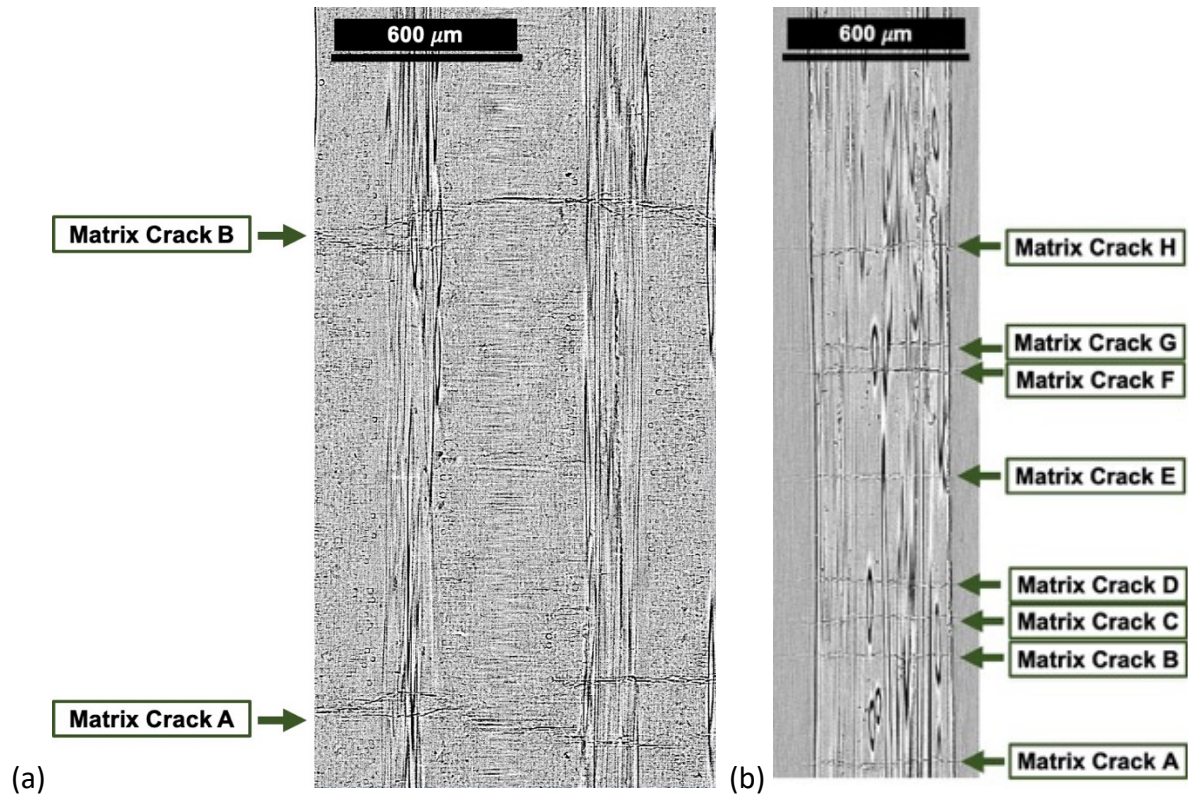 600 μm
Matrix Crack B
Matrix Crack A
(a)
600 μm
Matrix Crack H
Matrix Crack G
Matrix Crack F
Matrix Crack E
Matrix Crack D
Matrix Crack C
Matrix Crack B
Matrix Crack A
(b)